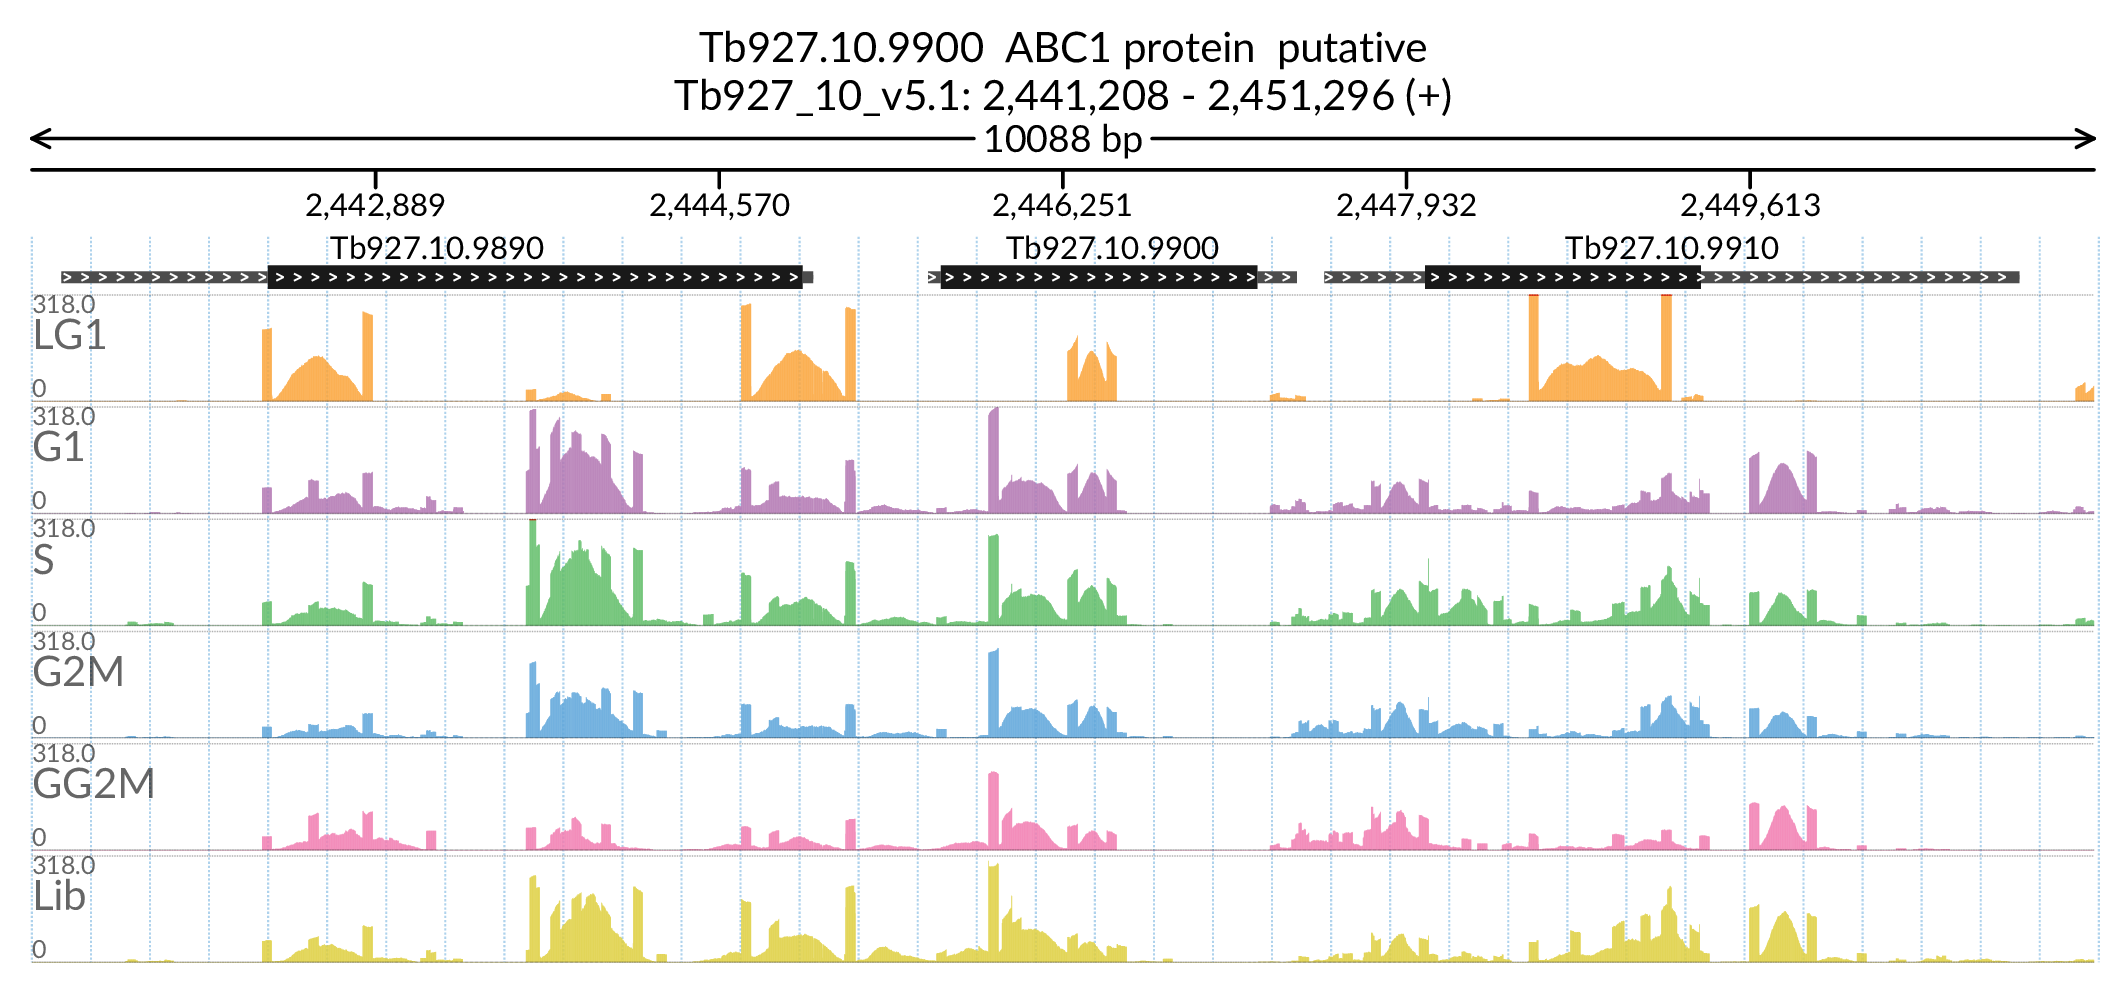 Tb927.10.9900  ABC1 protein  putative
Tb927_10_v5.1: 2,441,208 - 2,451,296 (+)
10088 bp
2,442,889 2,444,570 2,446,251 2,447,932 2,449,613
Tb927.10.9890 Tb927.10.9900 Tb927.10.9910
318.0
LG1
0
318.0
G1
0
318.0
S
0
318.0
G2M
0
318.0
GG2M
0
318.0
Lib
0